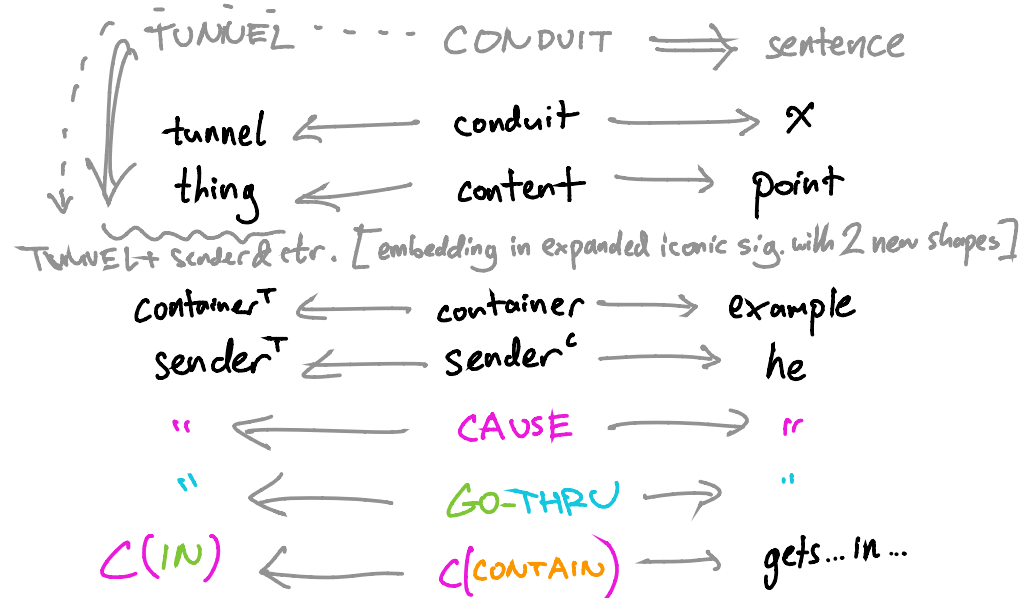 TUNNEL CONDUIT sentence
tunnel conduit x
thing content point
TUNNEL + sender & ctr. [embedding in expanded iconic sig. with 2 new shapes]
containerᵀ container example
senderᵀ senderᶜ he
" CAUSE "
" GO-THRU "
C(IN) C(CONTAIN) gets...in...